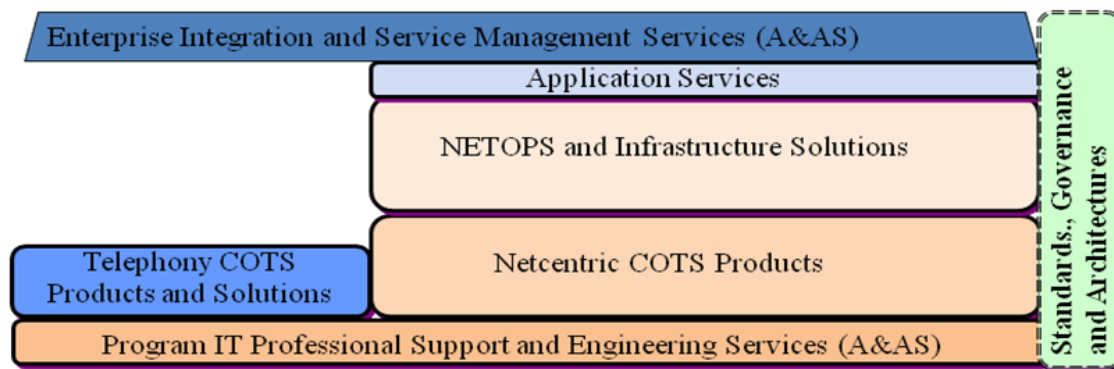 Enterprise Integration and Service Management Services (A&AS)
Application Services
NETOPS and Infrastructure Solutions
Telephony COTS
Products and Solutions
Netcentric COTS Products
Program IT Professional Support and Engineering Services (A&AS)
Standards., Governance
and Architectures